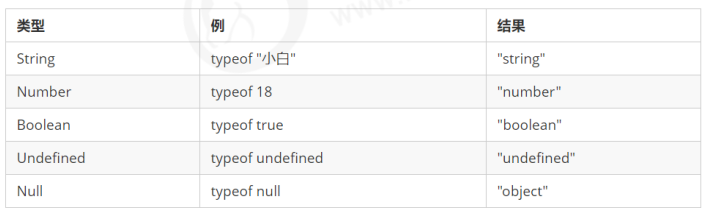 类型 例 结果
String typeof "小白" "string"
Number typeof 18 "number"
Boolean typeof true "boolean"
Undefined typeof undefined "undefined"
Null typeof null "object"